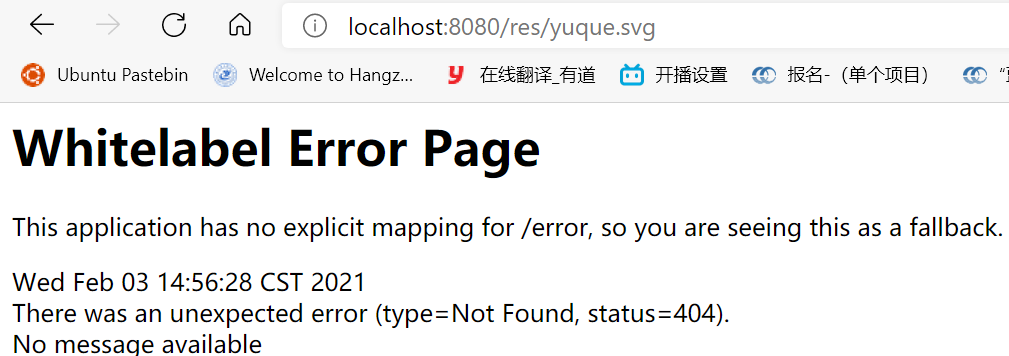 localhost:8080/res/yuque.svg
Ubuntu Pastebin Welcome to Hangz... 在线翻译_有道 开播设置 报名-（单个项目）
Whitelabel Error Page
This application has no explicit mapping for /error, so you are seeing this as a fallback.
Wed Feb 03 14:56:28 CST 2021
There was an unexpected error (type=Not Found, status=404).
No message available